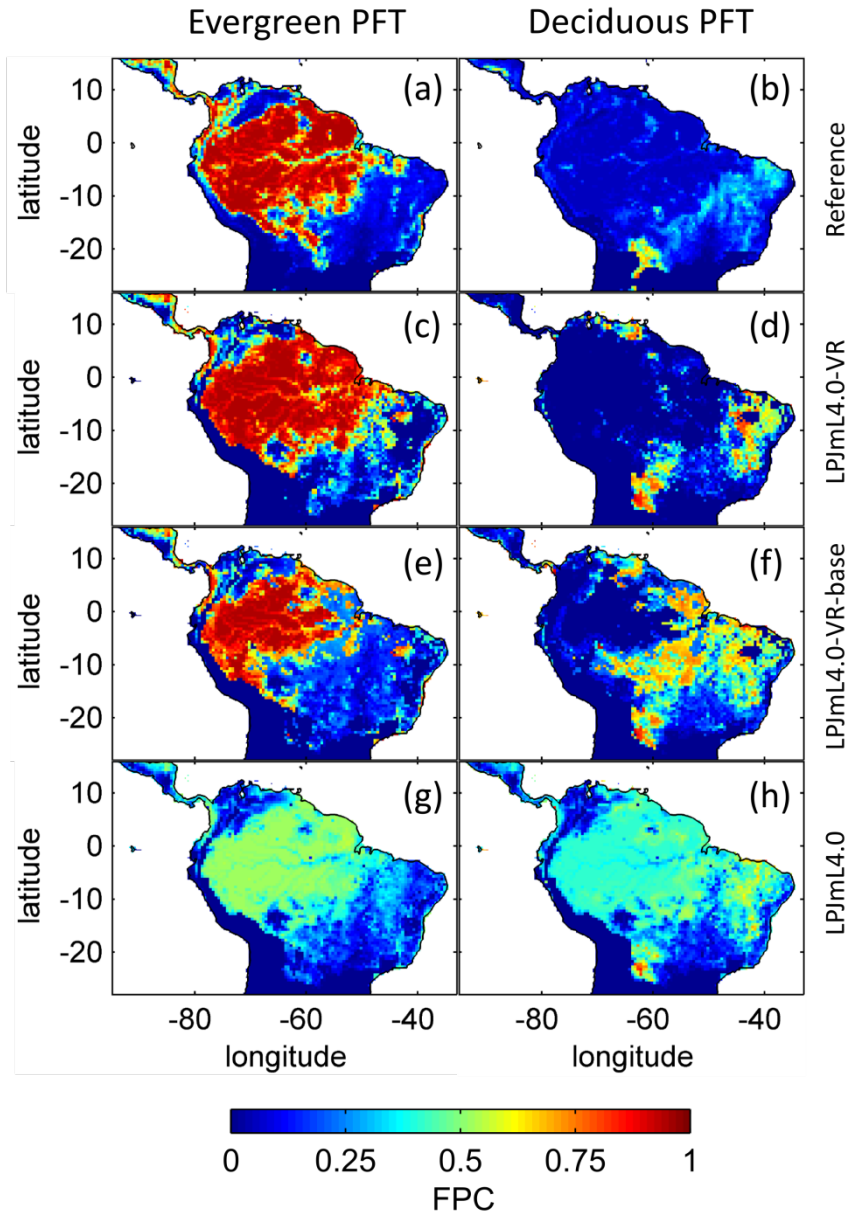 Evergreen PFT Deciduous PFT
(a) (b)
10
0
-10
-20
latitude
Reference
(c) (d)
10
0
-10
-20
latitude
LPJmL4.0-VR
(e) (f)
10
0
-10
-20
latitude
LPJmL4.0-VR-base
(g) (h)
10
0
-10
-20
latitude
LPJmL4.0
-80 -60 -40 -80 -60 -40
longitude longitude
0 0.25 0.5 0.75 1
FPC